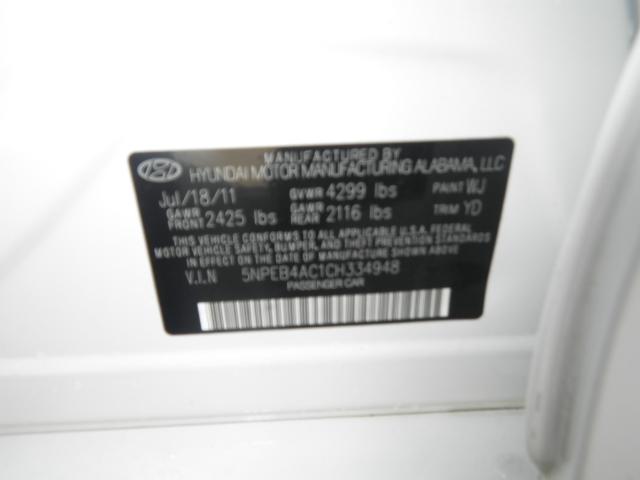 MANUFACTURED BY
HYUNDAI MOTOR MANUFACTURING ALABAMA, LLC
Jul/18/11 GVWR 4299 lbs PAINT WJ
GAWR FRONT 2425 lbs GAWR REAR 2116 lbs TRIM YD
THIS VEHICLE CONFORMS TO ALL APPLICABLE FEDERAL
MOTOR VEHICLE SAFETY, BUMPER, AND THEFT PREVENTION STANDARDS
IN EFFECT ON THE DATE OF MANUFACTURE SHOWN ABOVE
V.I.N 5NPEB4AC1CH334948
PASSENGER CAR